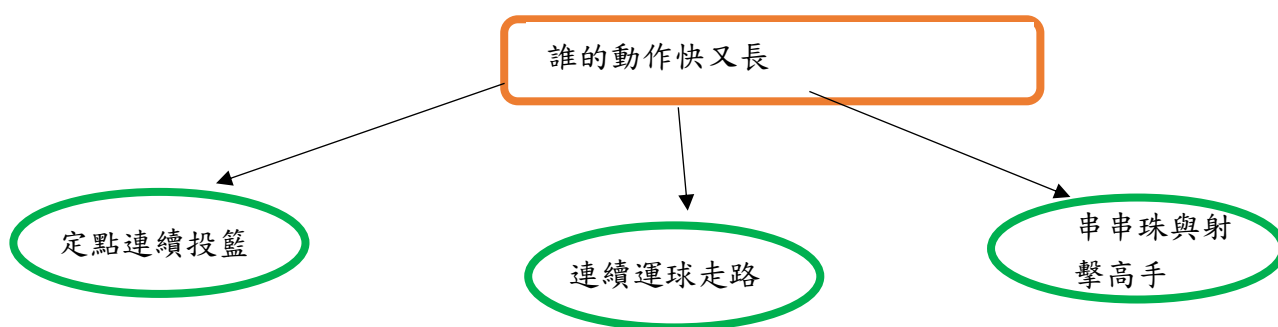 誰的動作快又長
定點連續投籃
連續運球走路
串串珠與射
擊高手